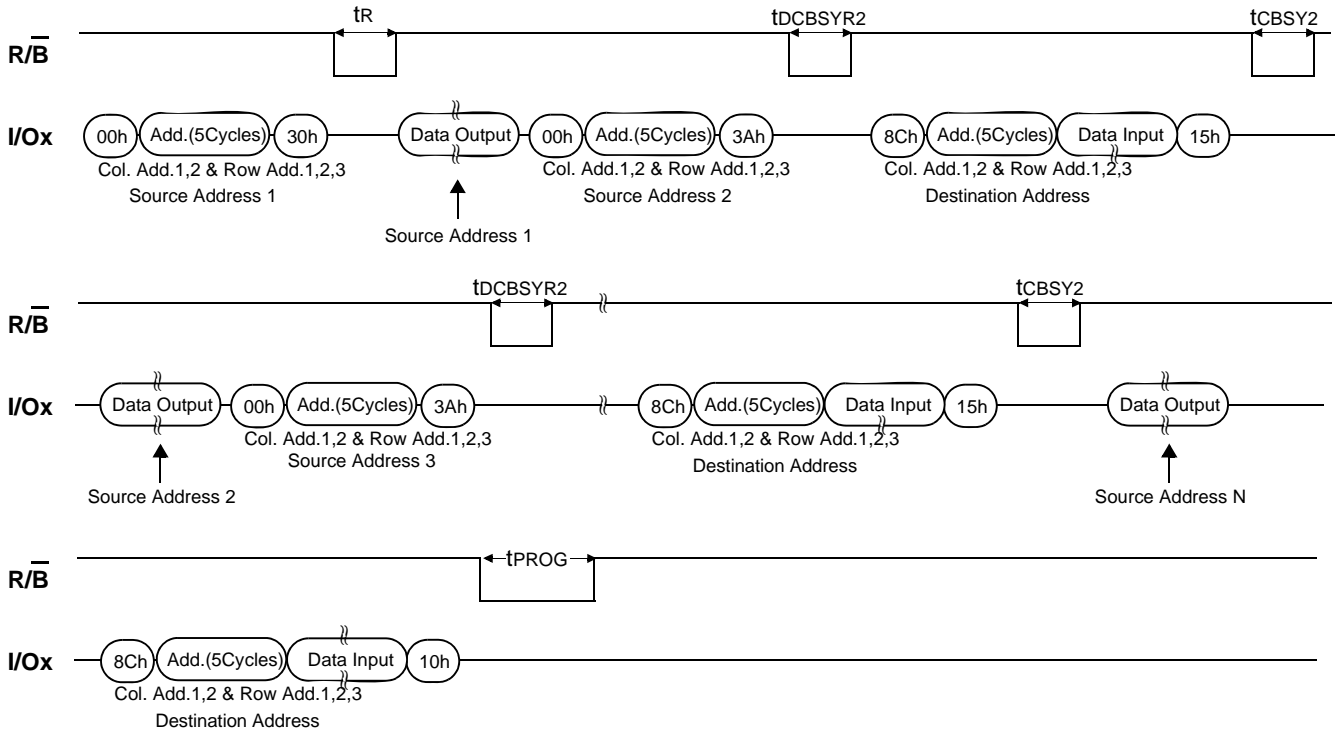 tR tDCBSYR2 tCBSY2
R/B
I/Ox 00h Add.(5Cycles) 30h Data Output 00h Add.(5Cycles) 3Ah 8Ch Add.(5Cycles) Data Input 15h
Col. Add.1,2 & Row Add.1,2,3 Col. Add.1,2 & Row Add.1,2,3 Col. Add.1,2 & Row Add.1,2,3
Source Address 1 Source Address 2 Destination Address
Source Address 1
tDCBSYR2 tCBSY2
R/B
I/Ox Data Output 00h Add.(5Cycles) 3Ah 8Ch Add.(5Cycles) Data Input 15h Data Output
Col. Add.1,2 & Row Add.1,2,3 Col. Add.1,2 & Row Add.1,2,3
Source Address 3 Destination Address
Source Address 2 Source Address N
tPROG
R/B
I/Ox 8Ch Add.(5Cycles) Data Input 10h
Col. Add.1,2 & Row Add.1,2,3
Destination Address